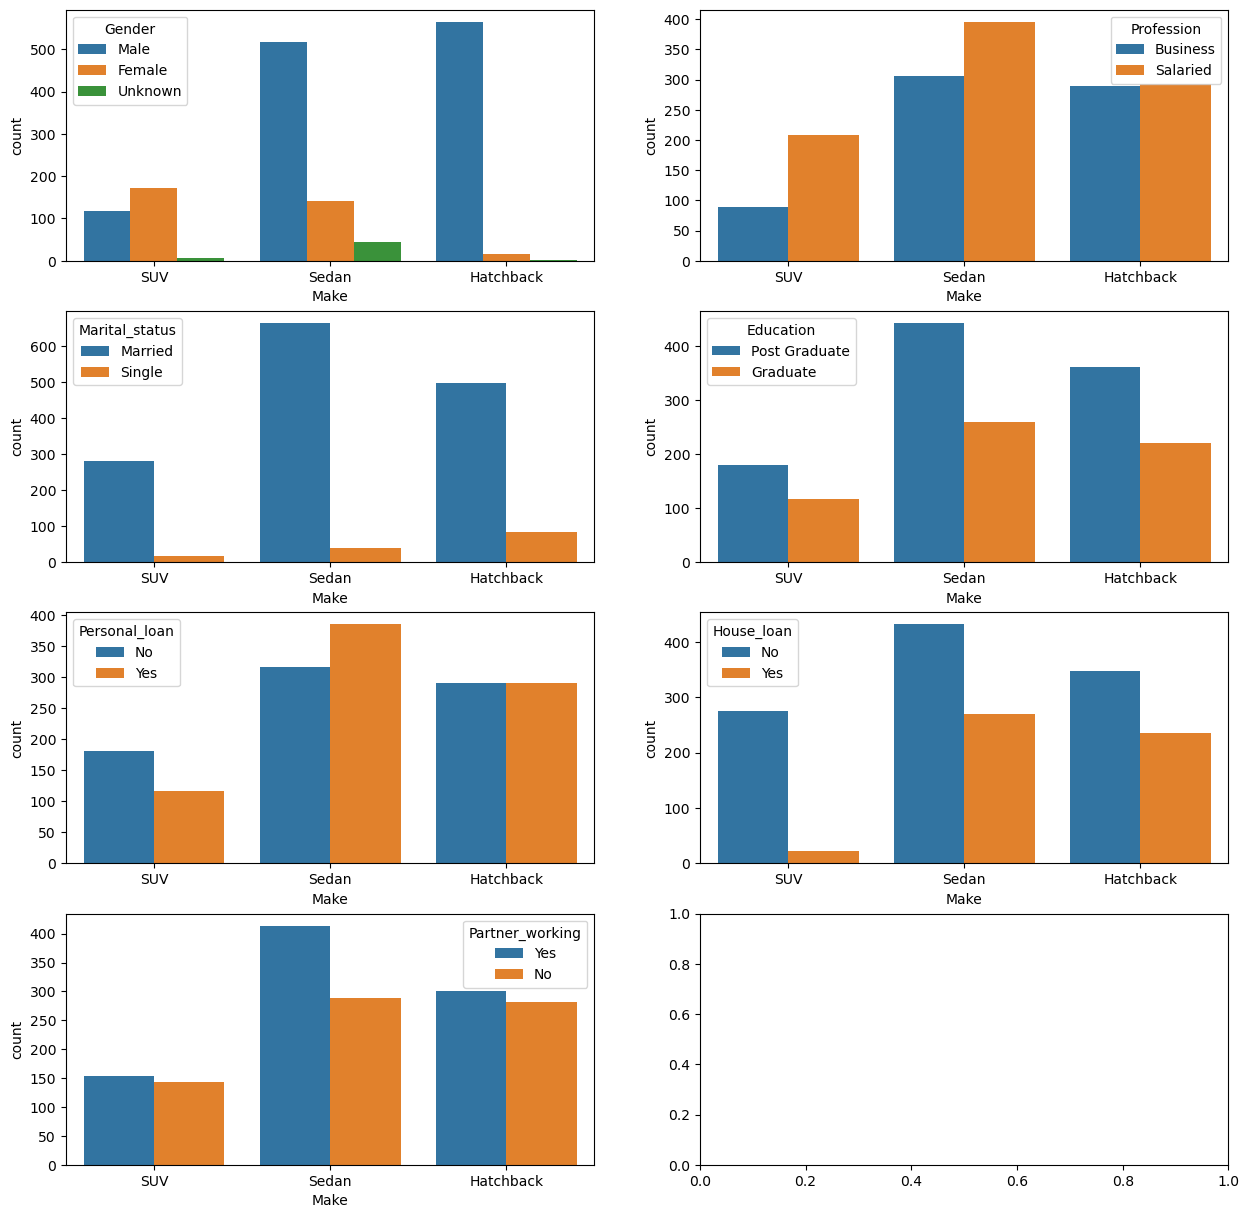 Gender
Male
Female
Unknown
500
400
300
200
100
0
count
SUV Sedan Hatchback
Make
Profession
Business
Salaried
400
350
300
250
200
150
100
50
0
count
SUV Sedan Hatchback
Make
Marital_status
Married
Single
600
500
400
300
200
100
0
count
SUV Sedan Hatchback
Make
Education
Post Graduate
Graduate
400
300
200
100
0
count
SUV Sedan Hatchback
Make
Personal_loan
No
Yes
400
350
300
250
200
150
100
50
0
count
SUV Sedan Hatchback
Make
House_loan
No
Yes
400
300
200
100
0
count
SUV Sedan Hatchback
Make
Partner_working
Yes
No
400
350
300
250
200
150
100
50
0
count
SUV Sedan Hatchback
Make
1.0
0.8
0.6
0.4
0.2
0.0
0.0 0.2 0.4 0.6 0.8 1.0